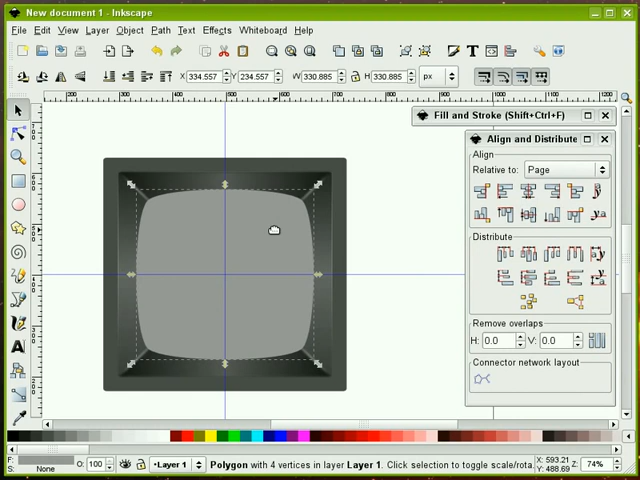 New document 1 - Inkscape
File Edit View Layer Object Path Text Effects Whiteboard Help
X 334.557 Y 234.557 W 330.885 H 330.885 px
Fill and Stroke (Shift+Ctrl+F)
Align and Distribute
Align
Relative to: Page
Distribute
Remove overlaps
H: 0.0 V: 0.0
Connector network layout
F:
S: None
O: 100
Layer 1
Polygon with 4 vertices in layer Layer 1. Click selection to toggle scale/rota
X: 593.21
Y: 488.69
Z: 74%